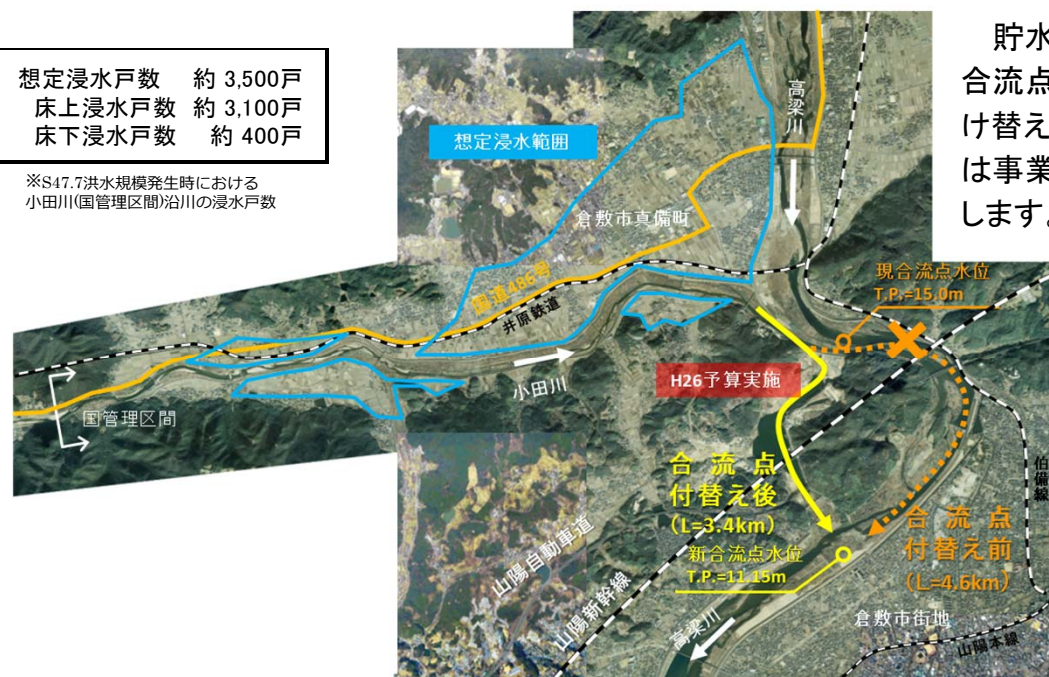 想定浸水戸数 約 3,500戸
床上浸水戸数 約 3,100戸
床下浸水戸数 約 400戸
※S47.7洪水規模発生時における
小田川(国管理区間)沿川の浸水戸数
貯水
合流点
け替え
は事業
します。
想定浸水範囲
高梁川
倉敷市真備町
国道486号
井原鉄道
現合流点水位
T.P.=15.0m
小田川
H26予算実施
国管理区間
合流点
付替え後
(L=3.4km)
新合流点水位
T.P.=11.15m
合流点
付替え前
(L=4.6km)
伯備線
山陽自動車道
山陽新幹線
高梁川
倉敷市街地
山陽本線